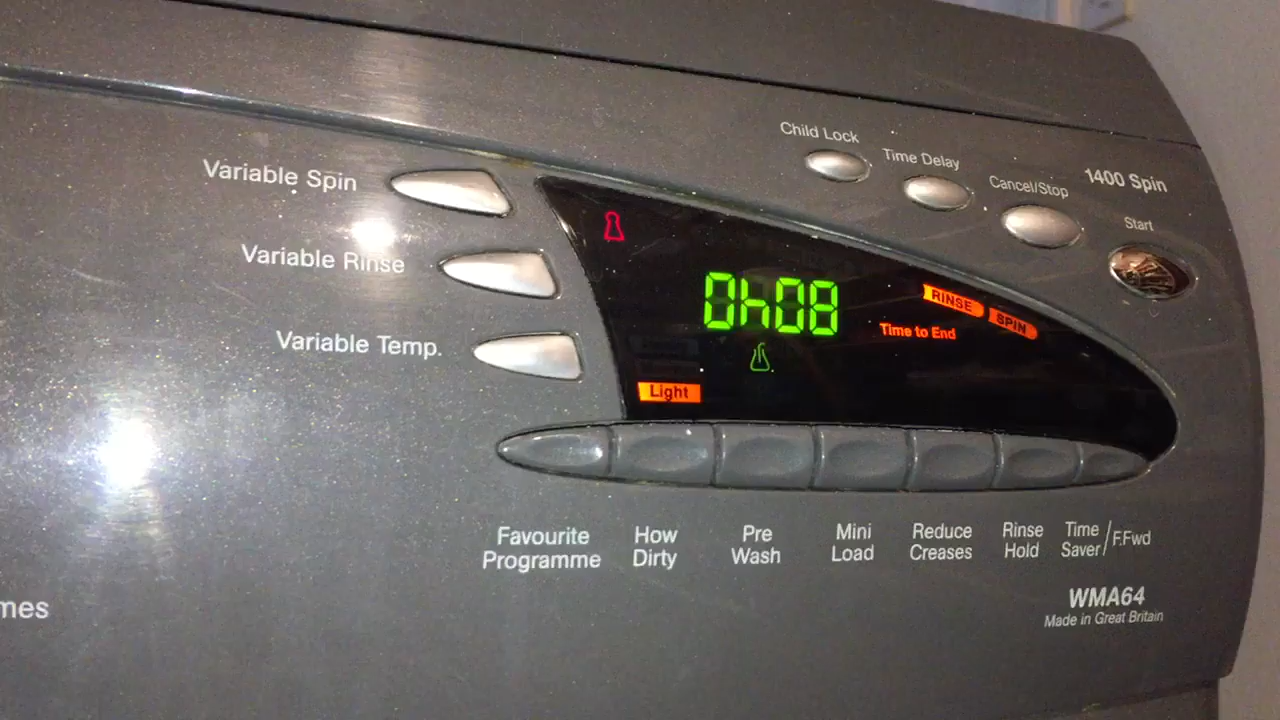 Child Lock
Time Delay
Cancel/Stop
1400 Spin
Start
Variable Spin
Variable Rinse
Variable Temp.
0h08
RINSE
SPIN
Time to End
Light
Favourite
Programme
How
Dirty
Pre
Wash
Mini
Load
Reduce
Creases
Rinse
Hold
Time
Saver/F.Fwd
WMA64
Made in Great Britain